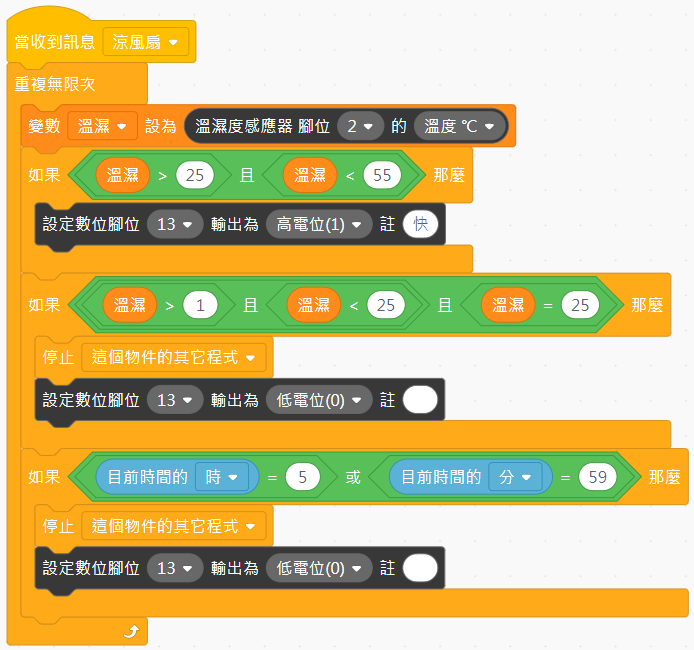 當收到訊息 涼風扇
重複無限次
變數 溫濕 設為 溫濕度感應器 腳位 2 的 溫度 ℃
如果 溫濕 > 25 且 溫濕 < 55 那麼
設定數位腳位 13 輸出為 高電位(1) 註 快
如果 溫濕 > 1 且 溫濕 < 25 且 溫濕 = 25 那麼
停止 這個物件的其它程式
設定數位腳位 13 輸出為 低電位(0) 註
如果 目前時間的 時 = 5 或 目前時間的 分 = 59 那麼
停止 這個物件的其它程式
設定數位腳位 13 輸出為 低電位(0) 註